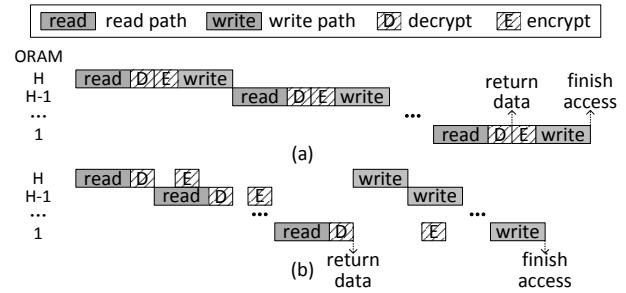 read read path write write path D decrypt E encrypt
ORAM
H read D E write
H-1 read D E write
return data
finish access
... ...
1 read D E write
(a)
H read D E write
H-1 read D E write
... ... ...
1 read D E write
return data
finish access
(b)